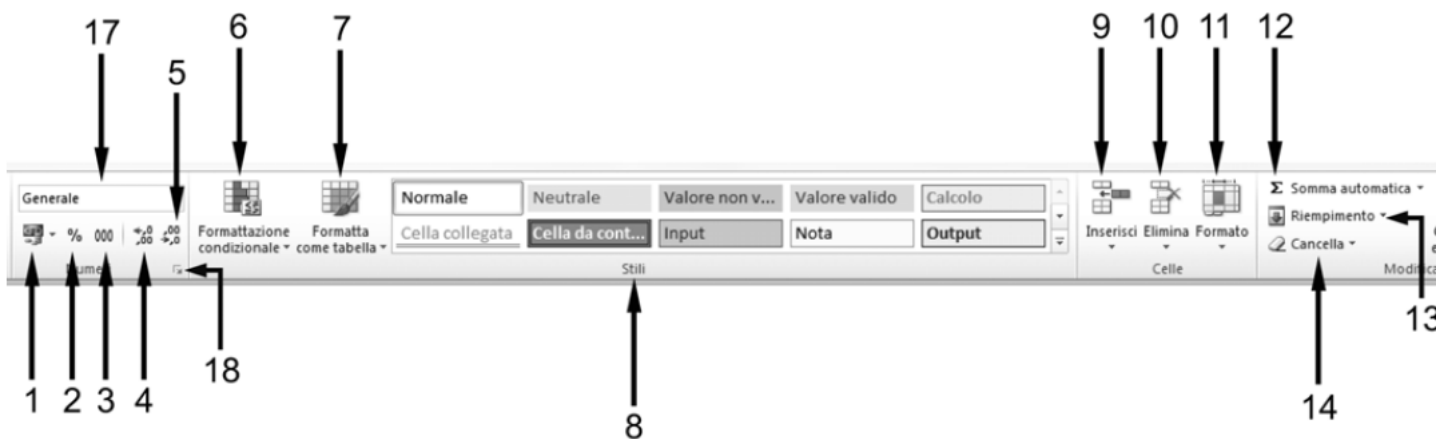 17 6 7 9 10 11 12
5
Generale
% 000 ,00 ,00
Formattazione condizionale
Formatta come tabella
Normale Neutrale Valore non v... Valore valido Calcolo
Cella collegata Cella da cont... Input Nota Output
Inserisci Elimina Formato
Σ Somma automatica
Riempimento
Cancella
Stili Celle
13
18
1 2 3 4 8 14